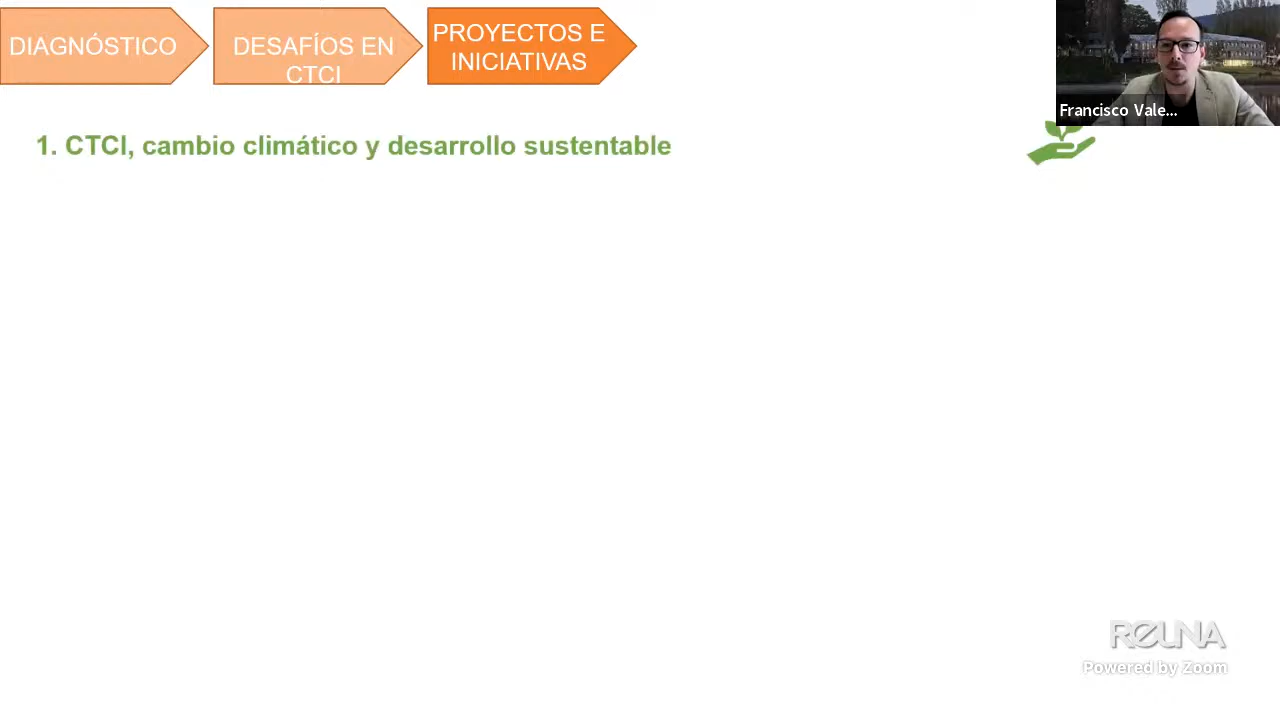 DIAGNÓSTICO
DESAFÍOS EN
CTCI
PROYECTOS E
INICIATIVAS
Francisco Vale...
1. CTCI, cambio climático y desarrollo sustentable
REUNA
Powered by Zoom